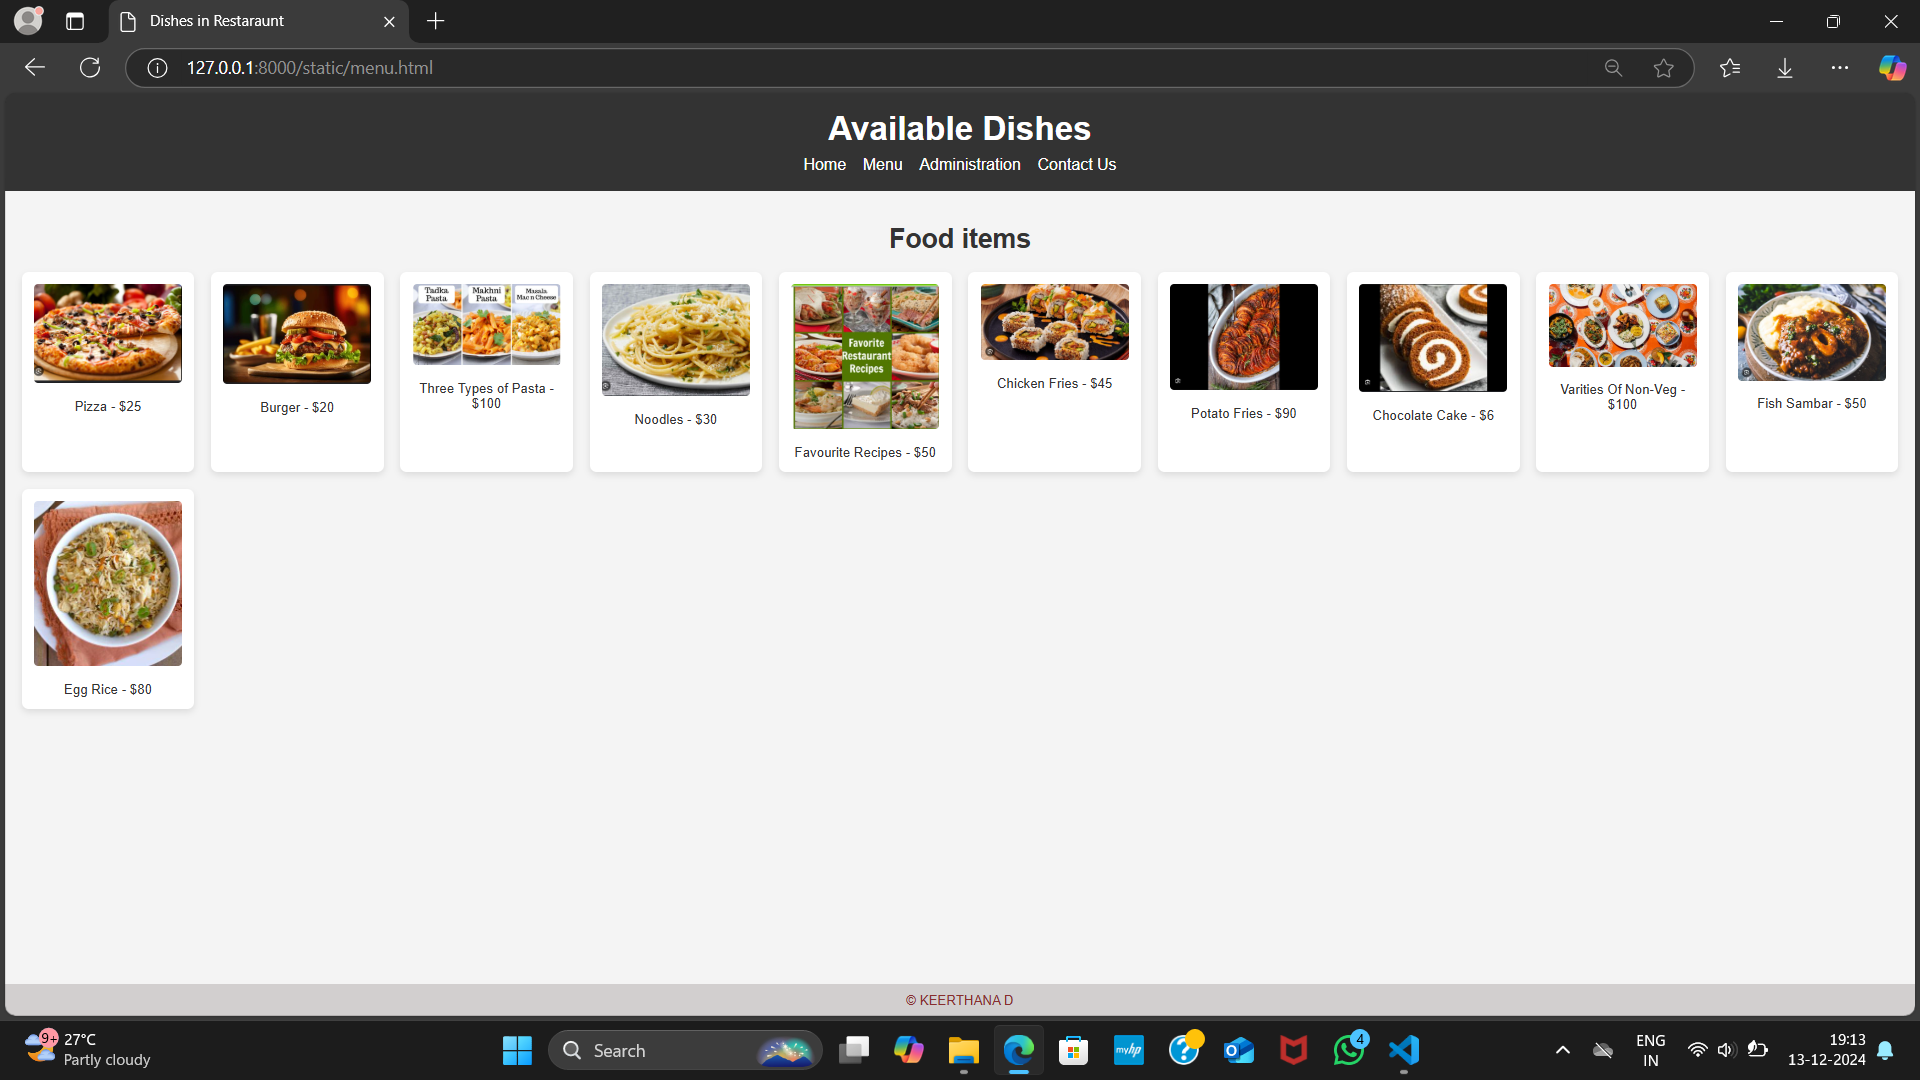 Dishes in Restaraunt
127.0.0.1:8000/static/menu.html
Available Dishes
Home Menu Administration Contact Us
Food items
Tadka Pasta
Makhni Pasta
Masala Mac n Cheese
Favorite
Restaurant
Recipes
Pizza - $25
Burger - $20
Three Types of Pasta -
$100
Noodles - $30
Favourite Recipes - $50
Chicken Fries - $45
Potato Fries - $90
Chocolate Cake - $6
Varities Of Non-Veg -
$100
Fish Sambar - $50
Egg Rice - $80
© KEERTHANA D
9+
27°C
Partly cloudy
Search
myhp
4
ENG
IN
19:13
13-12-2024